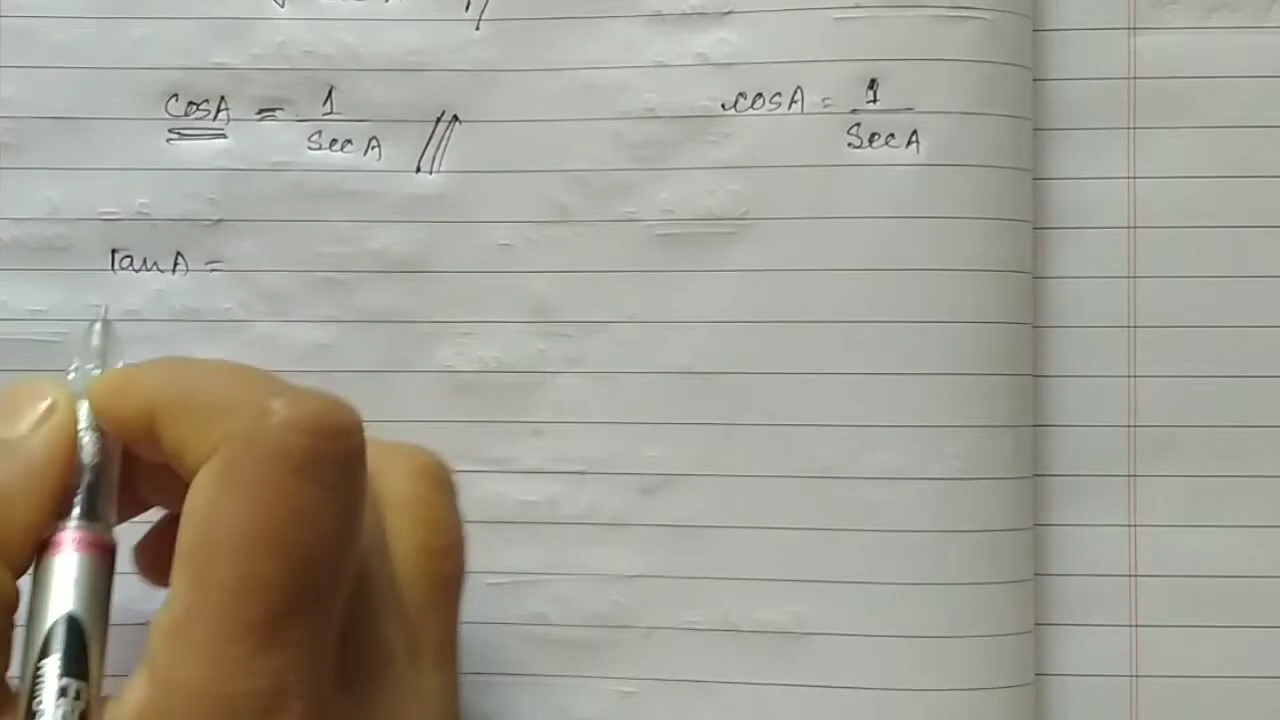 CosA = 1 / SecA
cosA = 1 / SecA
TanA =